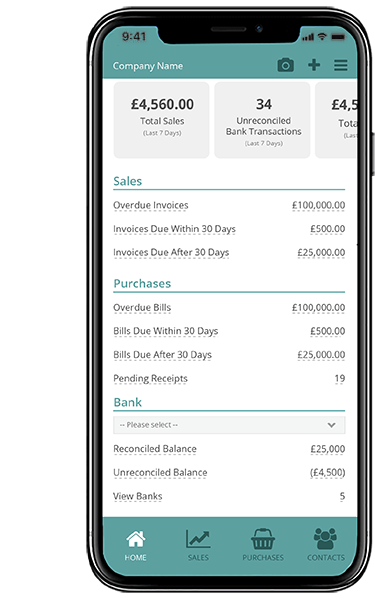 9:41
Company Name
£4,560.00
Total Sales
(Last 7 Days)
34
Unreconciled
Bank Transactions
(Last 7 Days)
£4,5
Tota
(Las
Sales
Overdue Invoices £100,000.00
Invoices Due Within 30 Days £500.00
Invoices Due After 30 Days £25,000.00
Purchases
Overdue Bills £100,000.00
Bills Due Within 30 Days £500.00
Bills Due After 30 Days £25,000.00
Pending Receipts 19
Bank
-- Please select --
Reconciled Balance £25,000
Unreconciled Balance (£4,500)
View Banks 5
HOME SALES PURCHASES CONTACTS